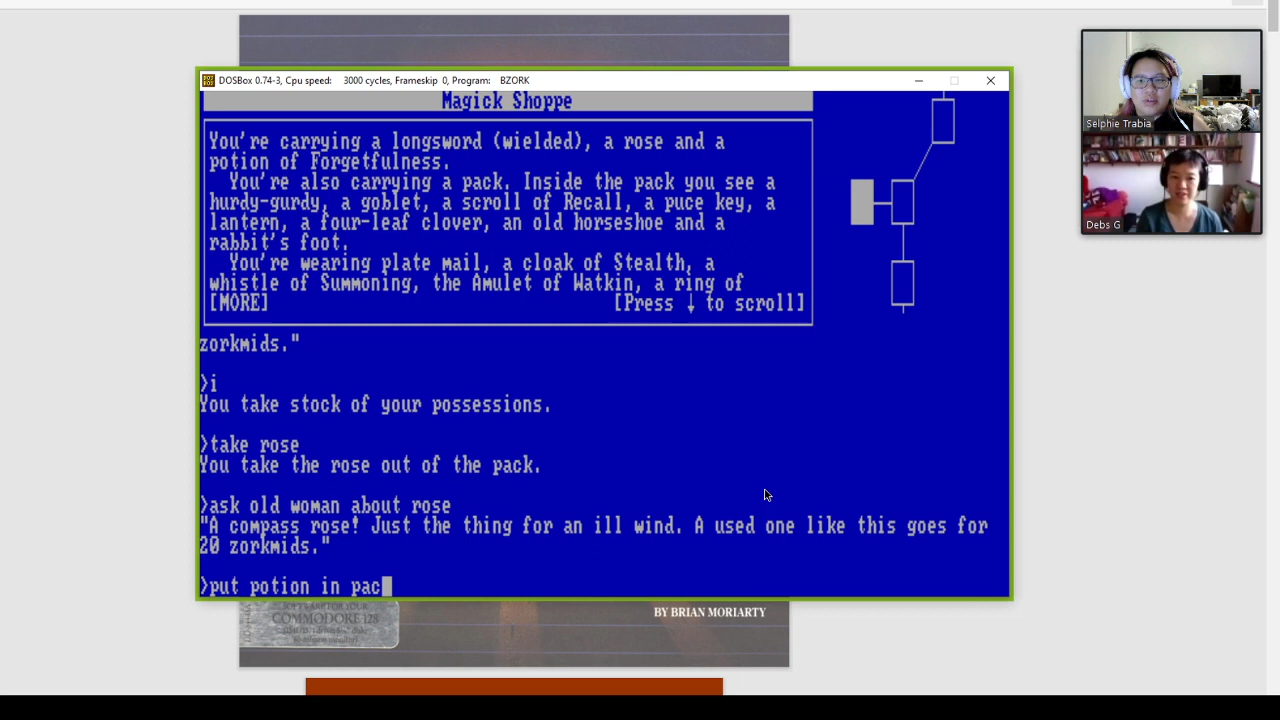 DOSBox 0.74-3, Cpu speed: 3000 cycles, Frameskip 0, Program: BZORK
Magick Shoppe
You're carrying a longsword (wielded), a rose and a
potion of Forgetfulness.
You're also carrying a pack. Inside the pack you see a
hurdy-gurdy, a goblet, a scroll of Recall, a puce key, a
lantern, a four-leaf clover, an old horseshoe and a
rabbit's foot.
You're wearing plate mail, a cloak of Stealth, a
whistle of Summoning, the Amulet of Watkin, a ring of
[MORE] [Press ↓ to scroll]
zorkmids."
>i
You take stock of your possessions.
>take rose
You take the rose out of the pack.
>ask old woman about rose
"A compass rose! Just the thing for an ill wind. A used one like this goes for
20 zorkmids."
>put potion in pac
COMMODORE 128
BY BRIAN MORIARTY
Selphie Trabia
Debs G